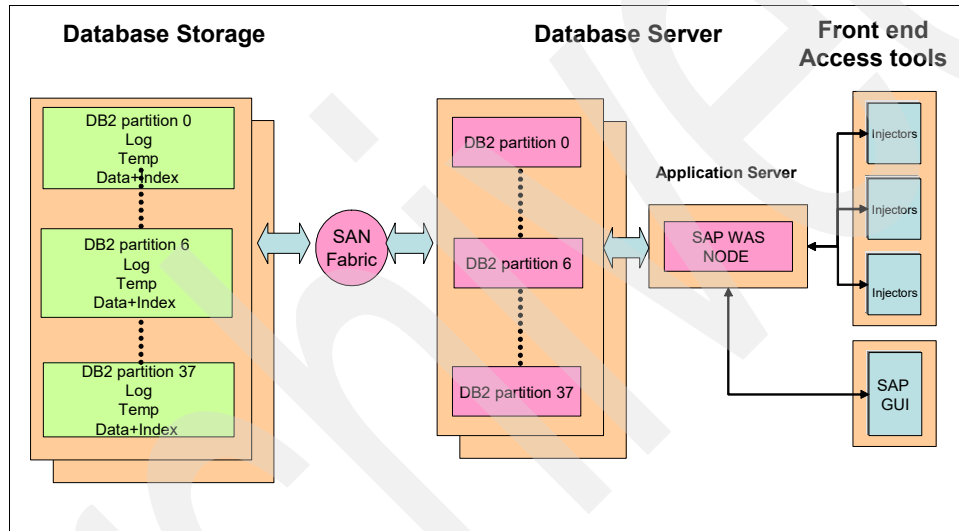 Database Storage
Database Server
Front end
Access tools
DB2 partition 0
Log
Temp
Data+Index
DB2 partition 6
Log
Temp
Data+Index
DB2 partition 37
Log
Temp
Data+Index
SAN
Fabric
DB2 partition 0
DB2 partition 6
DB2 partition 37
Application Server
SAP WAS
NODE
Injectors
Injectors
Injectors
SAP
GUI